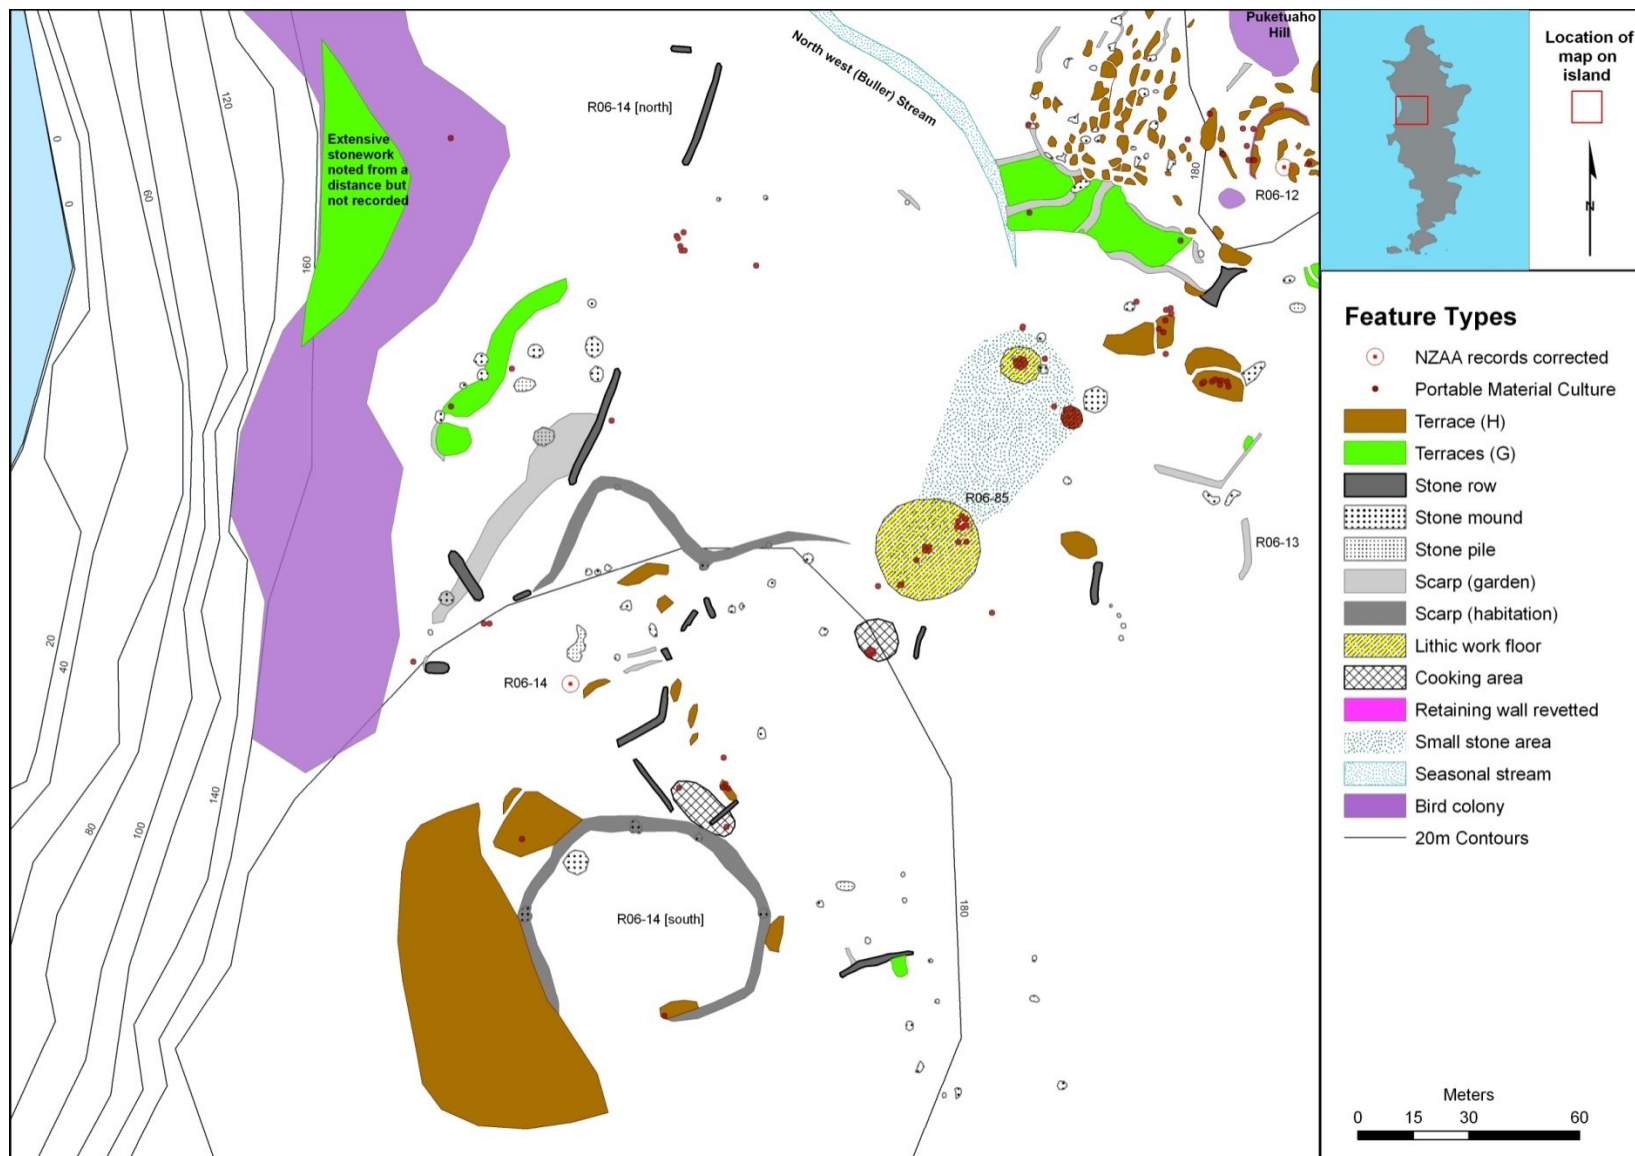 Puketuaho
Hill
North west (Buller) Stream
R06-14 [north]
Extensive
stonework
noted from a
distance but
not recorded
R06-12
R06-85
R06-13
R06-14
R06-14 [south]
0
0
20
40
60
80
100
120
140
160
180
180
Location of
map on
island
N
Feature Types
NZAA records corrected
Portable Material Culture
Terrace (H)
Terraces (G)
Stone row
Stone mound
Stone pile
Scarp (garden)
Scarp (habitation)
Lithic work floor
Cooking area
Retaining wall revetted
Small stone area
Seasonal stream
Bird colony
20m Contours
Meters
0 15 30 60